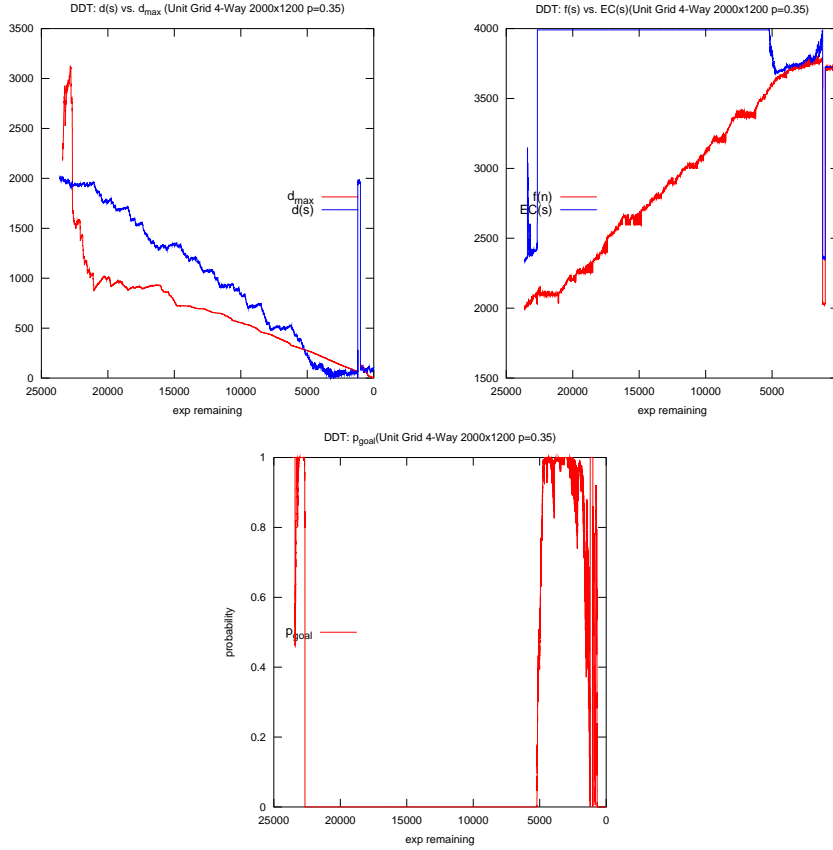 DDT: d(s) vs. d_max (Unit Grid 4-Way 2000x1200 p=0.35)
3500
3000
2500
2000
1500
1000
500
0
d_max
d(s)
25000 20000 15000 10000 5000 0
exp remaining
DDT: f(s) vs. EC(s)(Unit Grid 4-Way 2000x1200 p=0.35)
4000
3500
3000
2500
2000
1500
f(n)
EC(s)
25000 20000 15000 10000 5000
exp remaining
DDT: p_goal(Unit Grid 4-Way 2000x1200 p=0.35)
1
0.8
0.6
0.4
0.2
0
probability
p_goal
25000 20000 15000 10000 5000 0
exp remaining